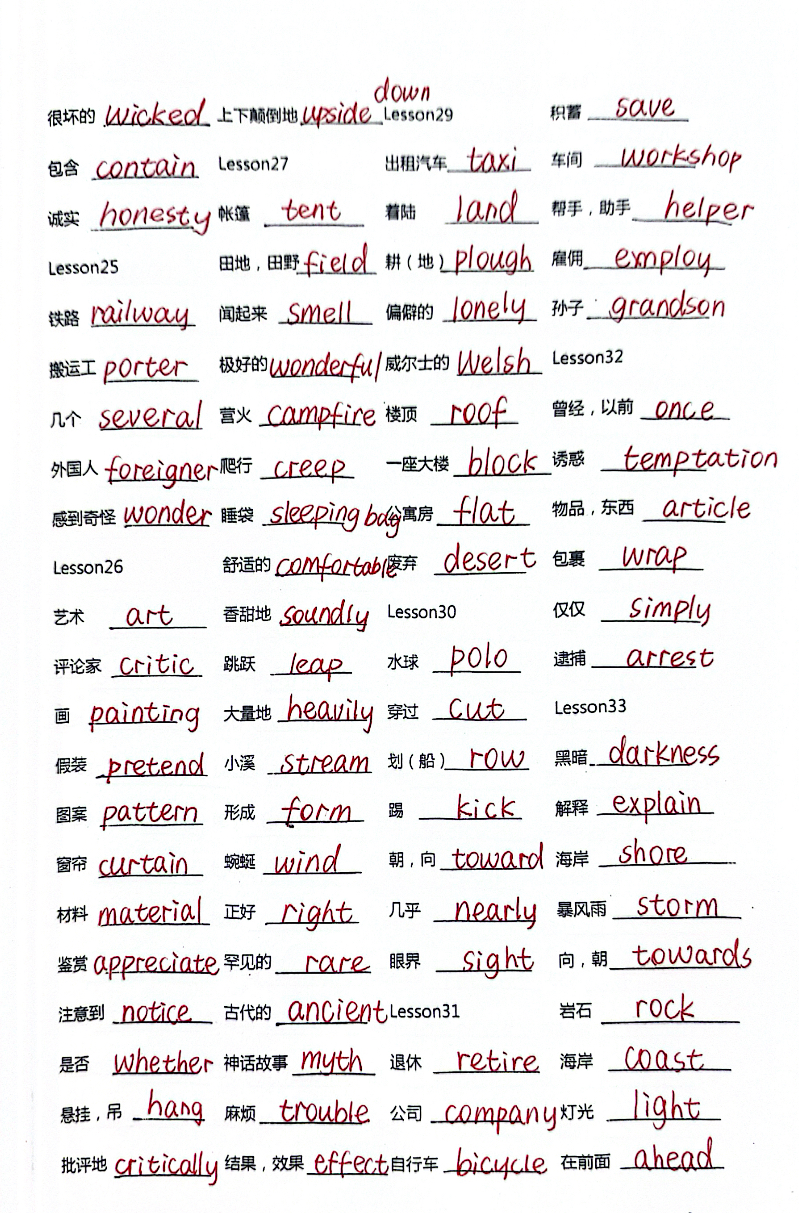 很坏的 wicked
包含 contain
诚实 honesty
Lesson25
铁路 railway
搬运工 porter
几个 several
外国人 foreigner
感到奇怪 wonder
Lesson26
艺术 art
评论家 critic
画 painting
假装 pretend
图案 pattern
窗帘 curtain
材料 material
鉴赏 appreciate
注意到 notice
是否 whether
悬挂，吊 hang
批评地 critically
上下颠倒地 upside down
Lesson27
帐篷 tent
田地，田野 field
闻起来 smell
极好的 wonderful
营火 campfire
爬行 creep
睡袋 sleeping bag
舒适的 comfortable
香甜地 soundly
跳跃 leap
大量地 heavily
小溪 stream
形成 form
蜿蜒 wind
正好 right
罕见的 rare
古代的 ancient
神话故事 myth
麻烦 trouble
结果，效果 effect
Lesson29
出租汽车 taxi
着陆 land
耕（地） plough
偏僻的 lonely
威尔士的 Welsh
楼顶 roof
一座大楼 block
公寓房 flat
废弃 desert
Lesson30
水球 polo
穿过 cut
划（船） row
踢 kick
朝，向 toward
几乎 nearly
眼界 sight
Lesson31
退休 retire
公司 company
自行车 bicycle
积蓄 save
车间 workshop
帮手，助手 helper
雇佣 employ
孙子 grandson
Lesson32
曾经，以前 once
诱惑 temptation
物品，东西 article
包裹 wrap
仅仅 simply
逮捕 arrest
Lesson33
黑暗 darkness
解释 explain
海岸 shore
暴风雨 storm
向，朝 towards
岩石 rock
海岸 coast
灯光 light
在前面 ahead